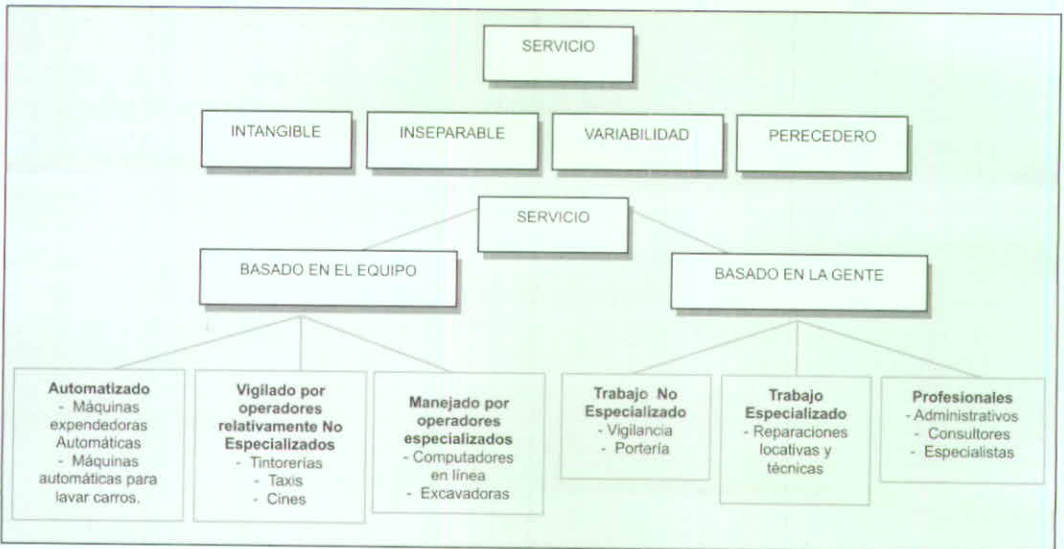 SERVICIO
INTANGIBLE
INSEPARABLE
VARIABILIDAD
PERECEDERO
SERVICIO
BASADO EN EL EQUIPO
BASADO EN LA GENTE
Automatizado
- Máquinas
expendedoras
Automáticas
- Máquinas
automáticas para
lavar carros.
Vigilado por
operadores
relativamente No
Especializados
- Tintorerías
- Taxis
- Cines
Manejado por
operadores
especializados
- Computadores
en línea
- Excavadoras
Trabajo No
Especializado
- Vigilancia
- Portería
Trabajo
Especializado
- Reparaciones
locativas y
técnicas
Profesionales
- Administrativos
- Consultores
- Especialistas